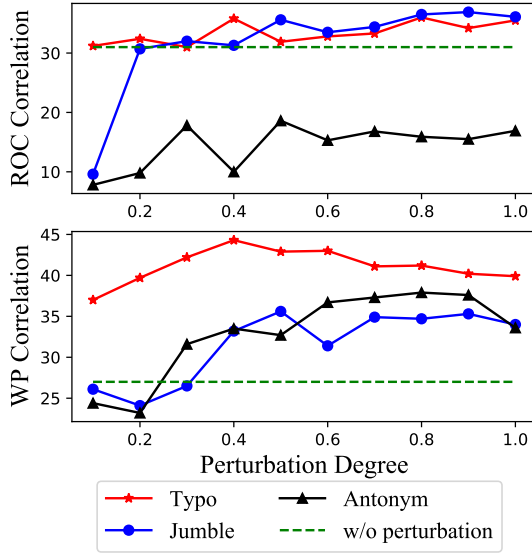 ROC Correlation
30
20
10
0.2 0.4 0.6 0.8 1.0
WP Correlation
45
40
35
30
25
0.2 0.4 0.6 0.8 1.0
Perturbation Degree
Typo Antonym
Jumble w/o perturbation